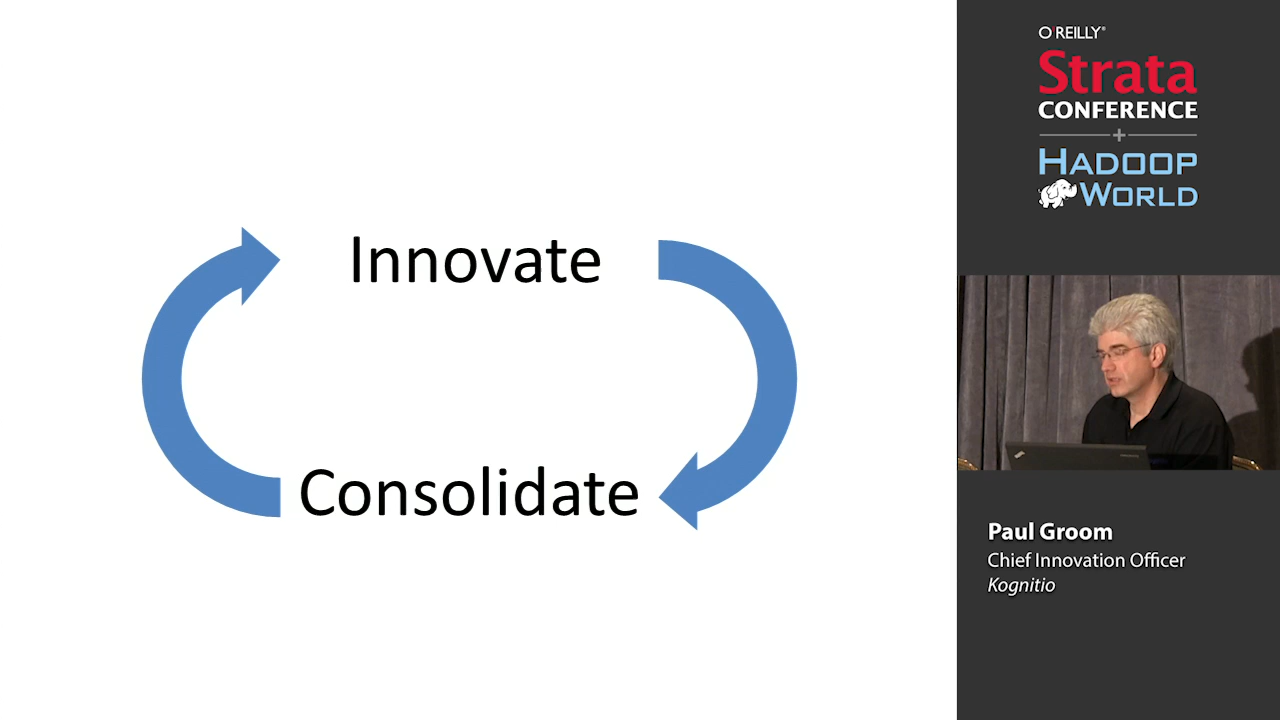 Innovate
Consolidate
O'REILLY®
Strata
CONFERENCE
+
HADOOP
WORLD
Paul Groom
Chief Innovation Officer
Kognitio